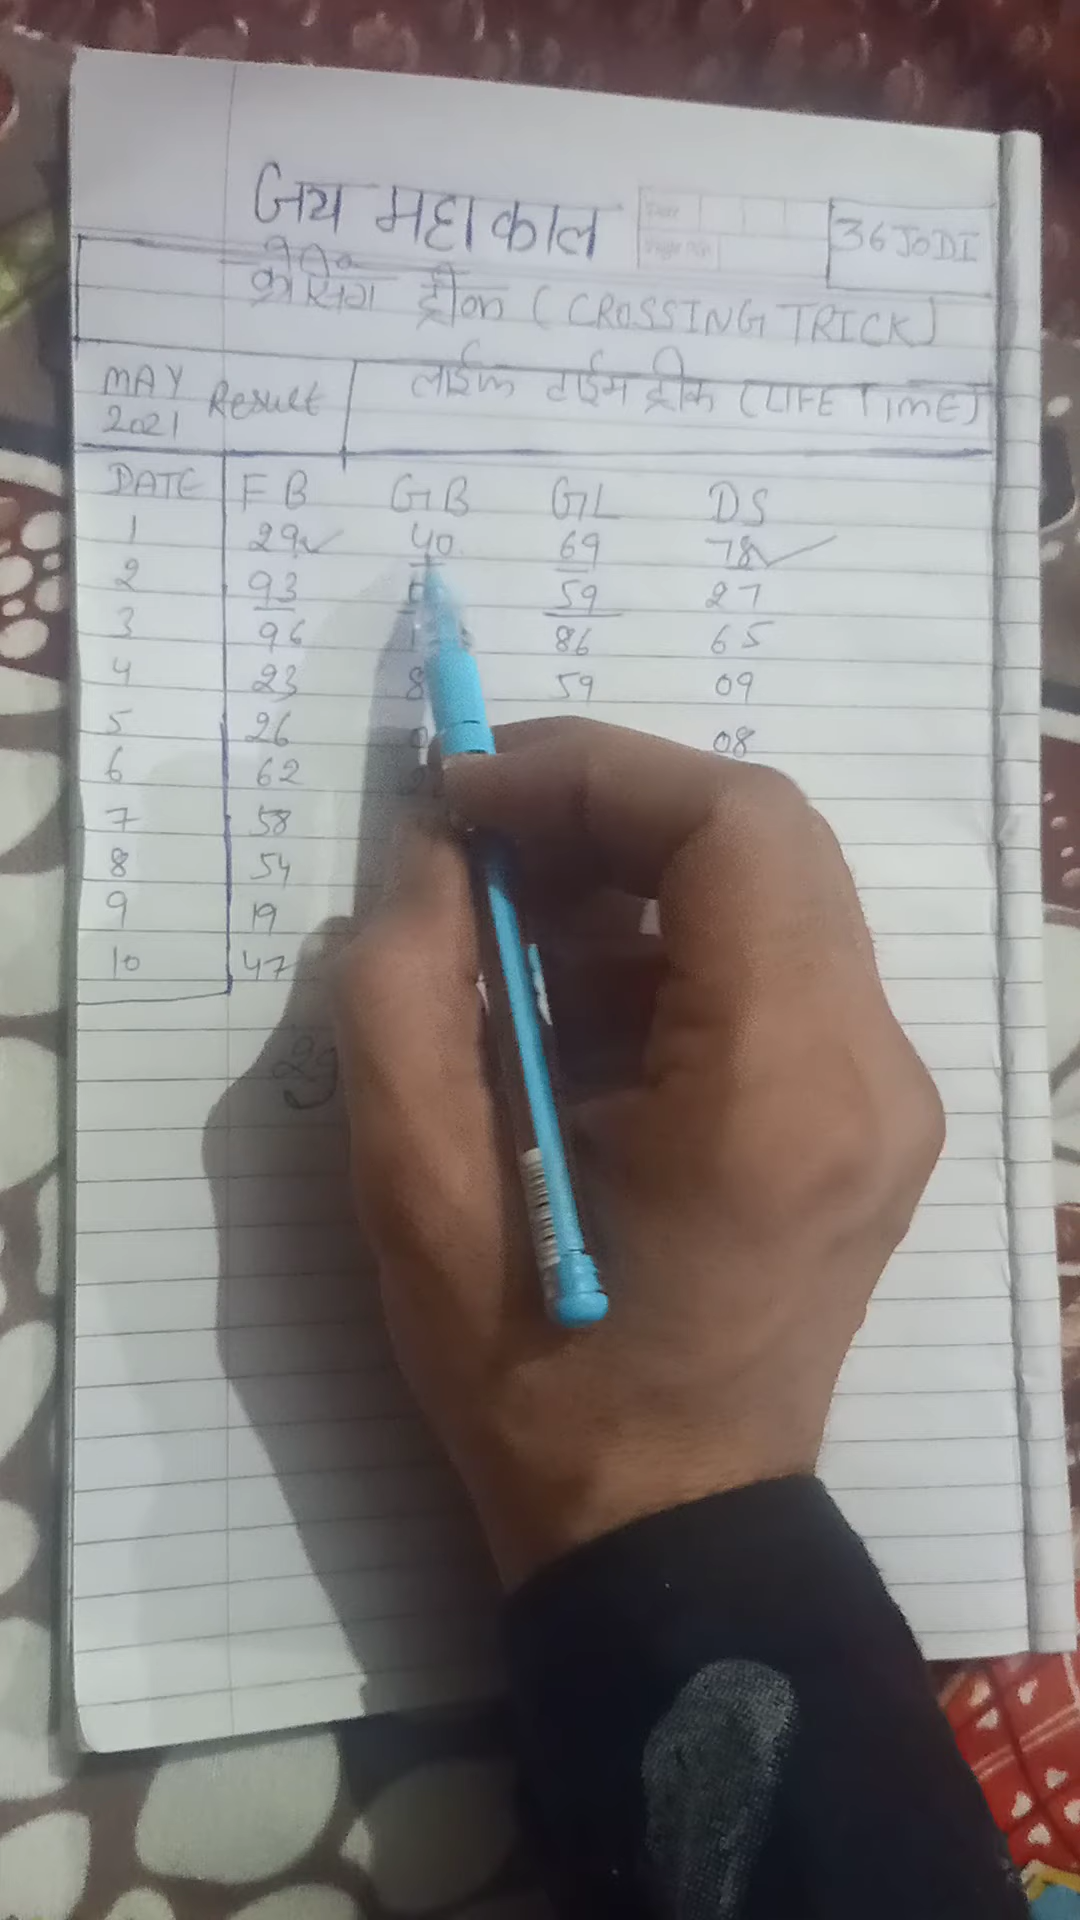 जय महाकाल
36 JODI
क्रासिंग ट्रीक (CROSSING TRICK)
MAY 2021 Result लाईफ टाईम ट्रीक (LIFE TIME)
DATE FB GB GL DS
1 29 40 69 78
2 93 59 27
3 96 86 65
4 23 8 59 09
5 26 0 08
6 62
7 58
8 54
9 19
10 47